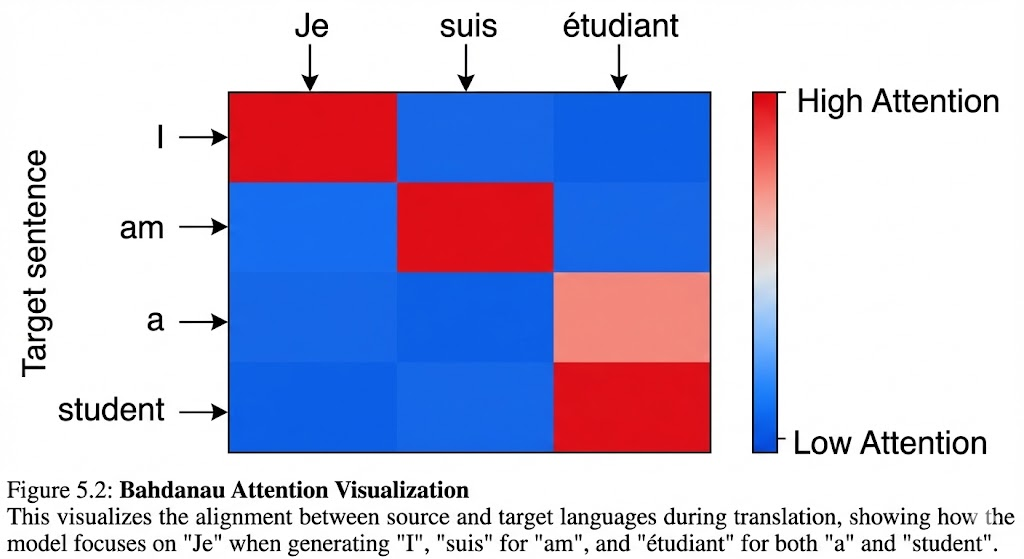 Je suis étudiant
Target sentence
I
am
a
student
High Attention
Low Attention
Figure 5.2: Bahdanau Attention Visualization
This visualizes the alignment between source and target languages during translation, showing how the
model focuses on "Je" when generating "I", "suis" for "am", and "étudiant" for both "a" and "student".